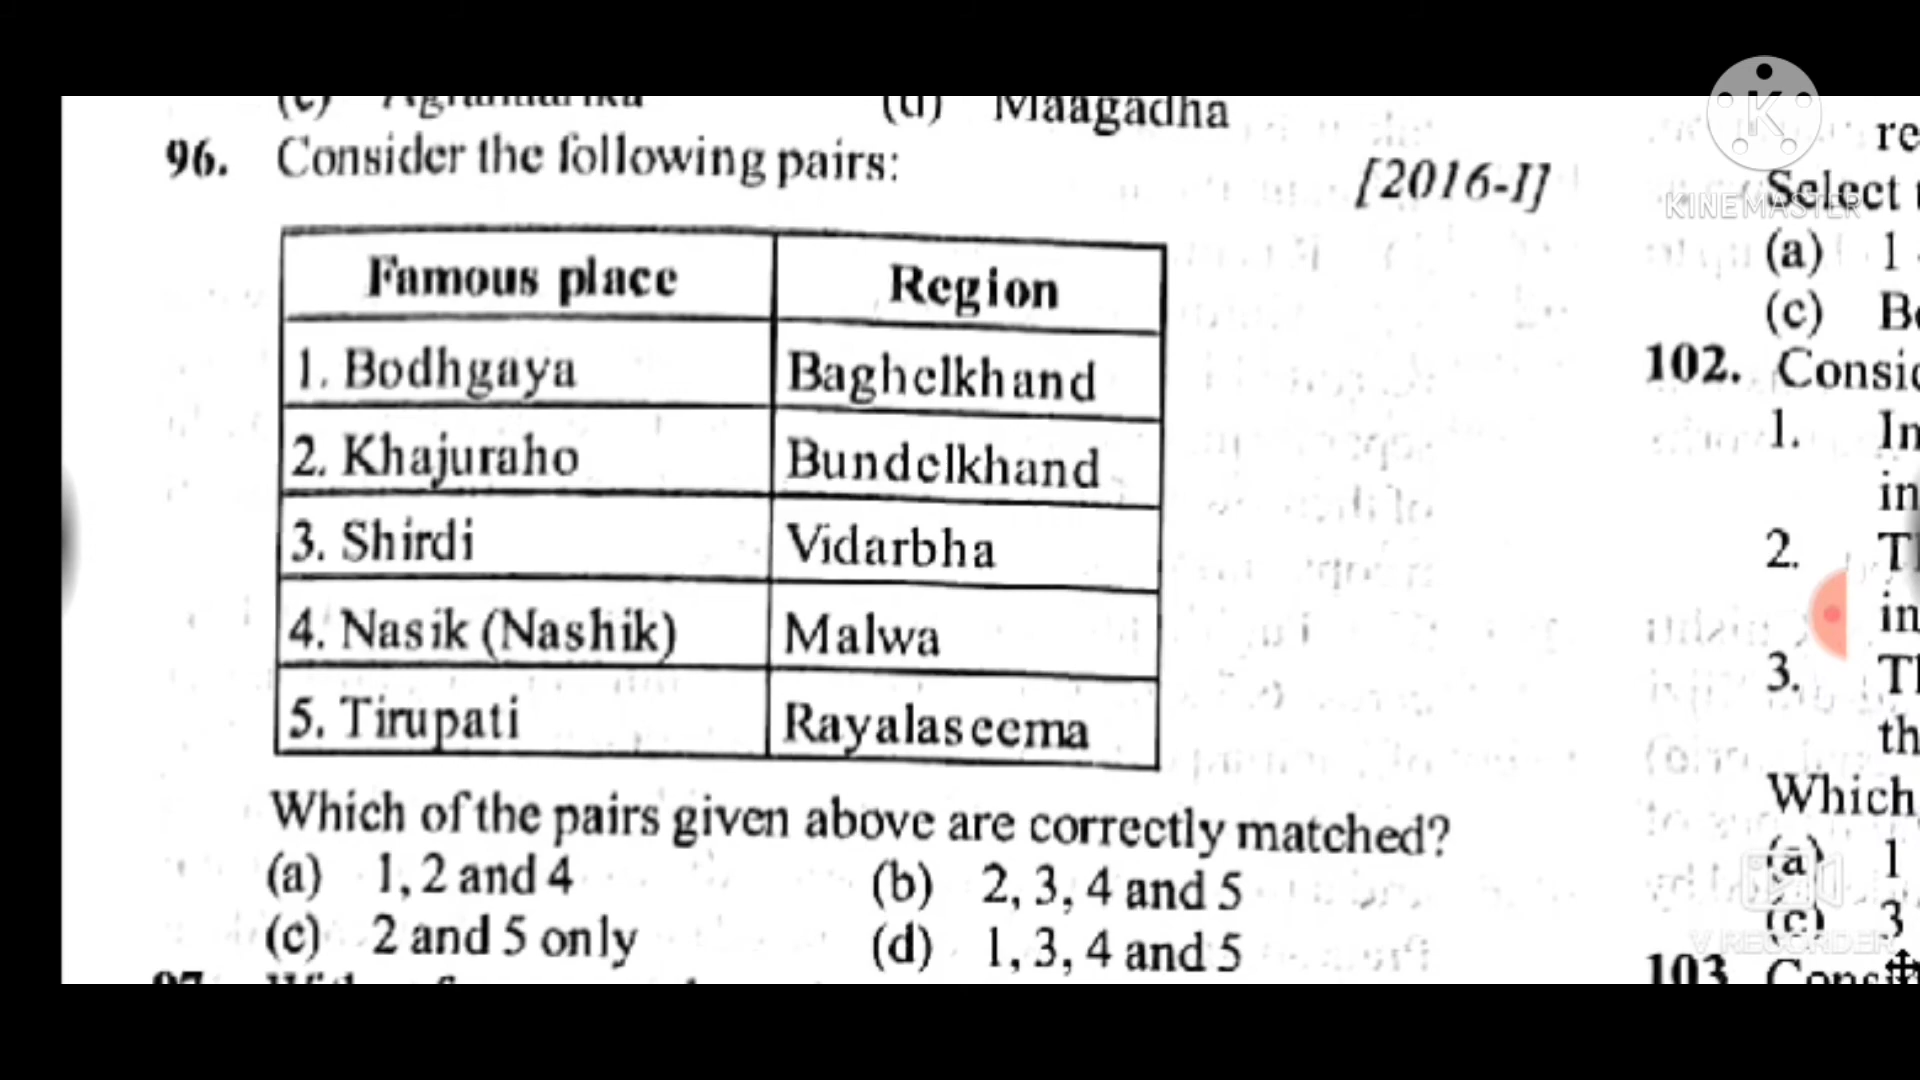 (d) Maagadha
96. Consider the following pairs:
[2016-I]
Famous place Region
1. Bodhgaya Baghelkhand
2. Khajuraho Bundelkhand
3. Shirdi Vidarbha
4. Nasik (Nashik) Malwa
5. Tirupati Rayalaseema
Which of the pairs given above are correctly matched?
(a) 1, 2 and 4 (b) 2, 3, 4 and 5
(c) 2 and 5 only (d) 1, 3, 4 and 5
re
Select
(a) 1
(c)
102.
1. In
in
2.
in
3.
th
Which
(a) 1
(c) 3
103
K
KINEMASTER
V RECORDER